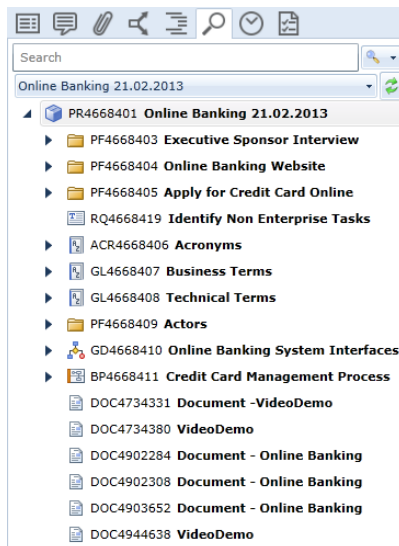 Search
Online Banking 21.02.2013
PR4668401 Online Banking 21.02.2013
PF4668403 Executive Sponsor Interview
PF4668404 Online Banking Website
PF4668405 Apply for Credit Card Online
RQ4668419 Identify Non Enterprise Tasks
ACR4668406 Acronyms
GL4668407 Business Terms
GL4668408 Technical Terms
PF4668409 Actors
GD4668410 Online Banking System Interfaces
BP4668411 Credit Card Management Process
DOC4734331 Document -VideoDemo
DOC4734380 VideoDemo
DOC4902284 Document - Online Banking
DOC4902308 Document - Online Banking
DOC4903652 Document - Online Banking
DOC4944638 VideoDemo